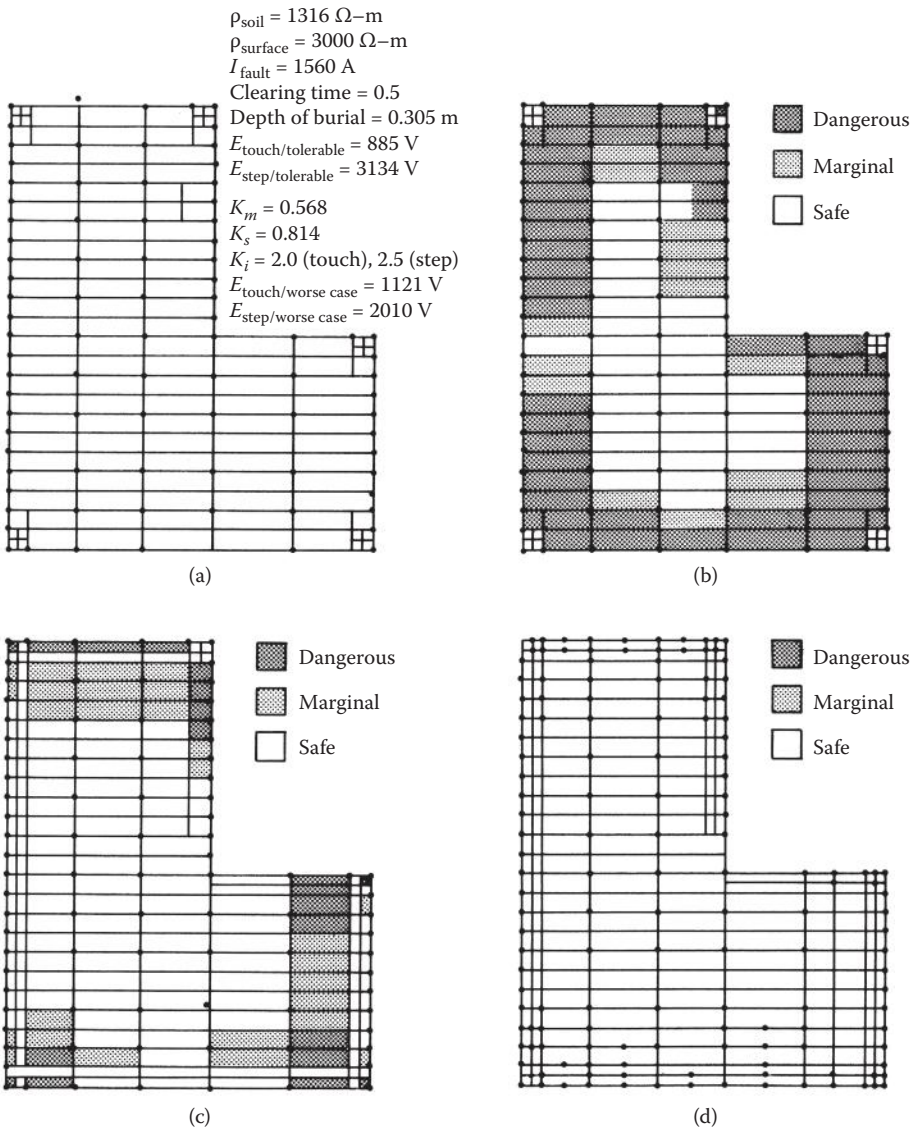 ρsoil = 1316 Ω–m
ρsurface = 3000 Ω–m
Ifault = 1560 A
Clearing time = 0.5
Depth of burial = 0.305 m
Etouch/tolerable = 885 V
Estep/tolerable = 3134 V
Km = 0.568
Ks = 0.814
Ki = 2.0 (touch), 2.5 (step)
Etouch/worse case = 1121 V
Estep/worse case = 2010 V
(a)
Dangerous
Marginal
Safe
(b)
Dangerous
Marginal
Safe
(c)
Dangerous
Marginal
Safe
(d)